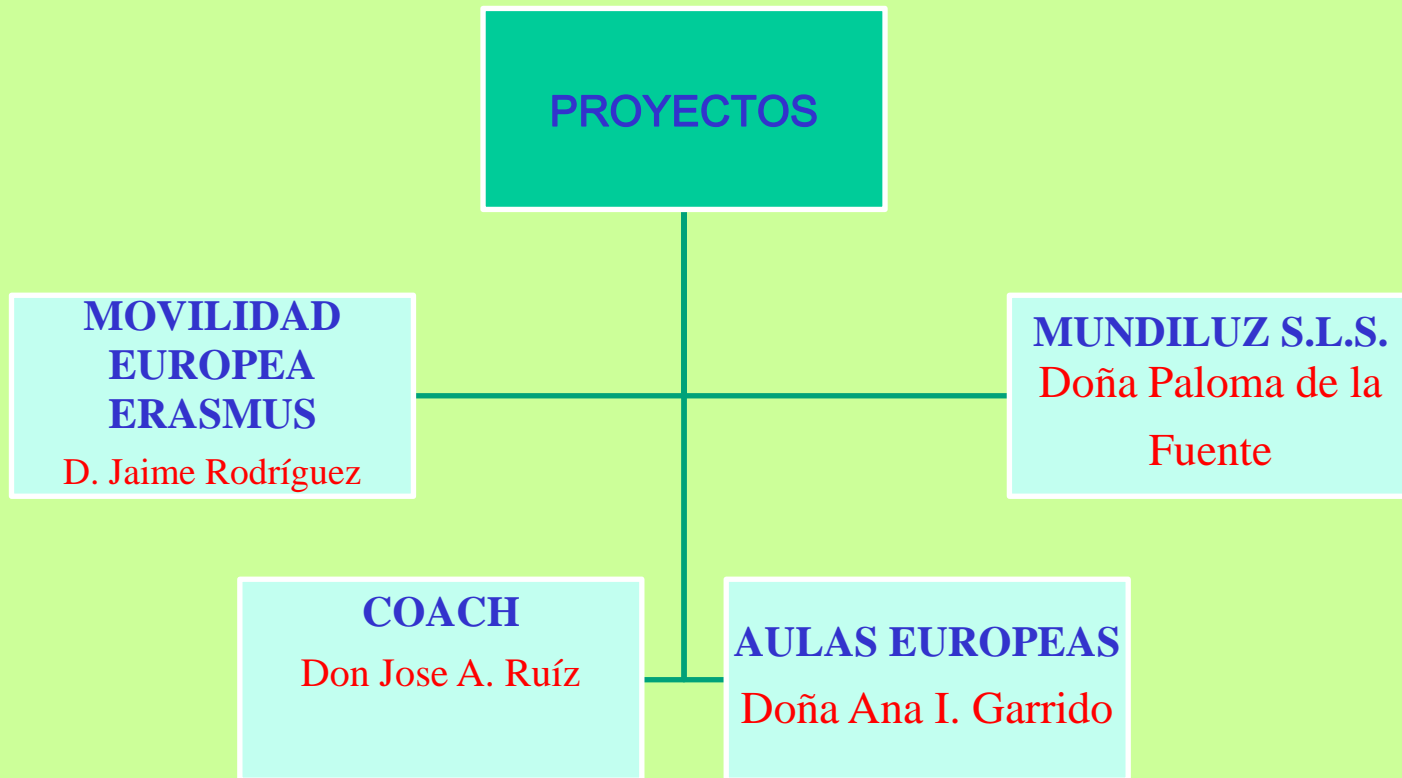 PROYECTOS
MOVILIDAD
EUROPEA
ERASMUS
D. Jaime Rodríguez
MUNDILUZ S.L.S.
Doña Paloma de la
Fuente
COACH
Don Jose A. Ruíz
AULAS EUROPEAS
Doña Ana I. Garrido